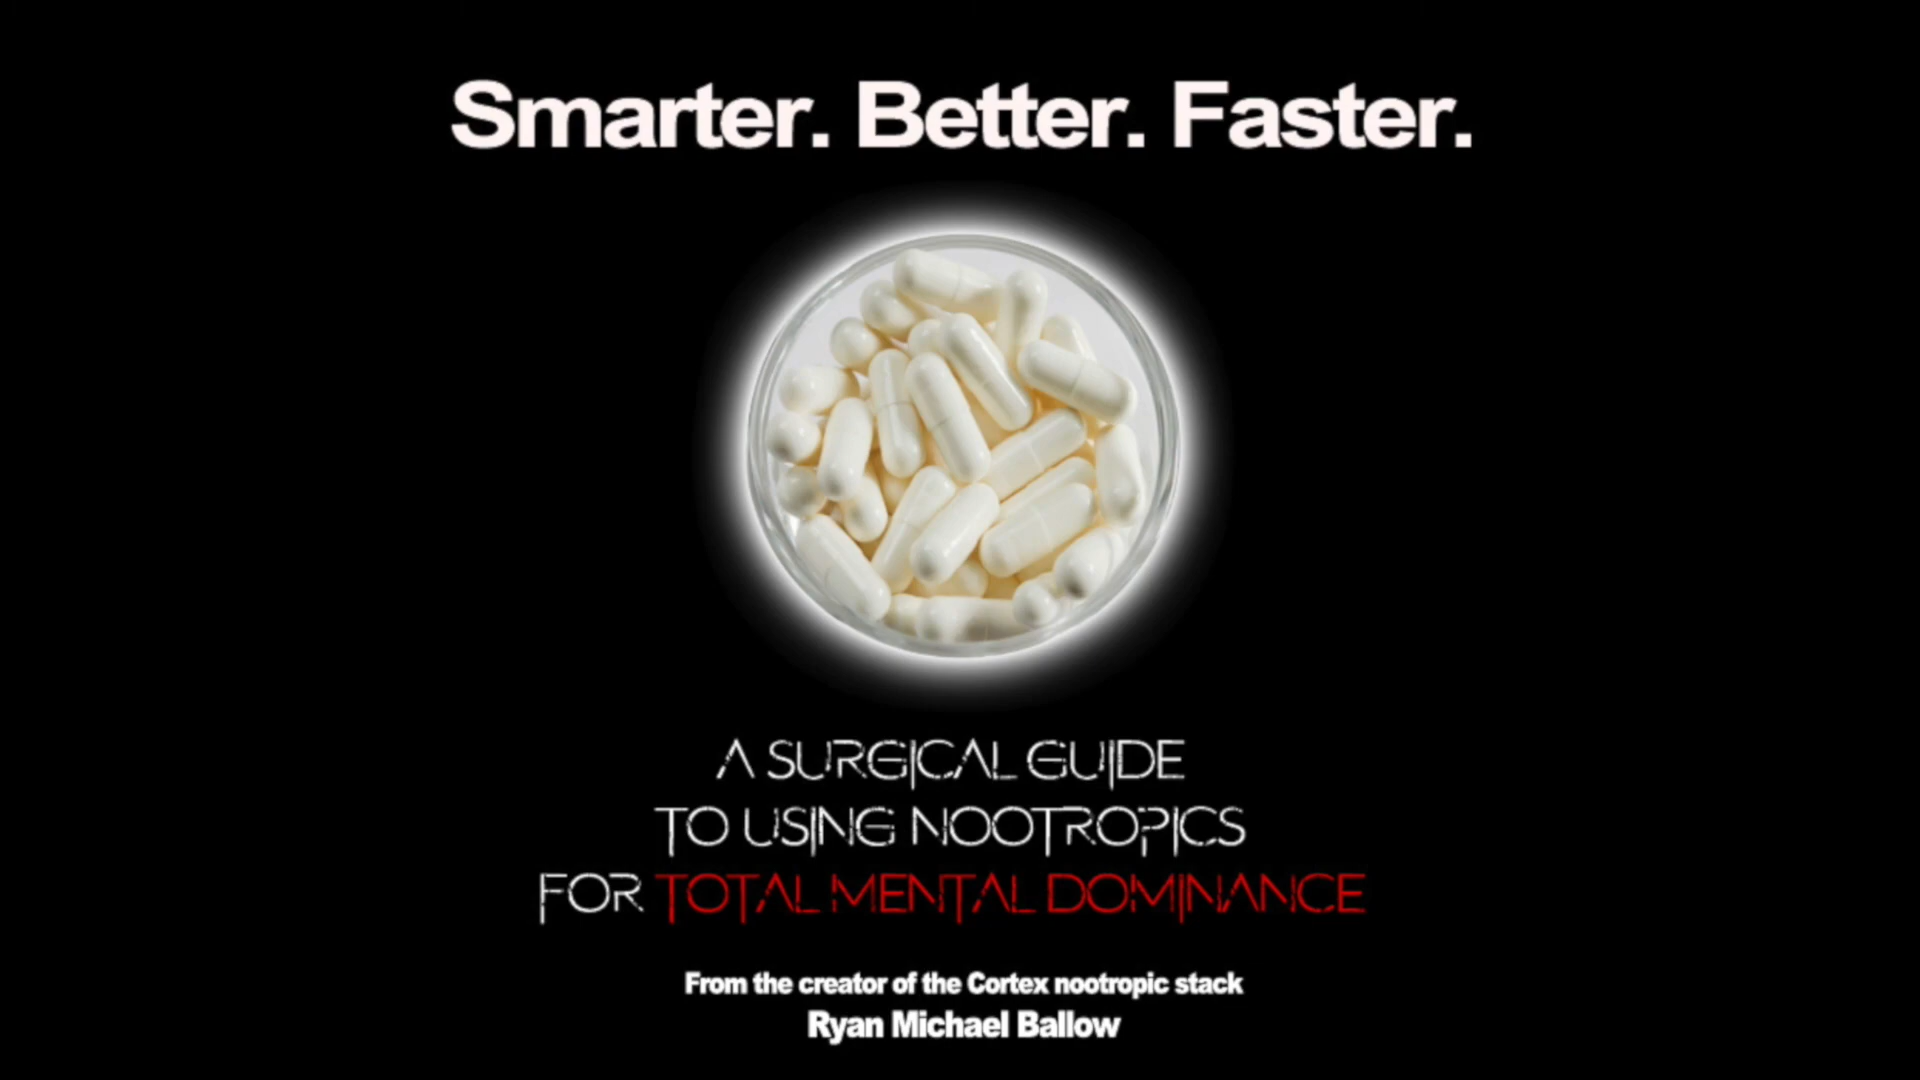 Smarter. Better. Faster.
A SURGICAL GUIDE
TO USING NOOTROPICS
FOR TOTAL MENTAL DOMINANCE
From the creator of the Cortex nootropic stack
Ryan Michael Ballow